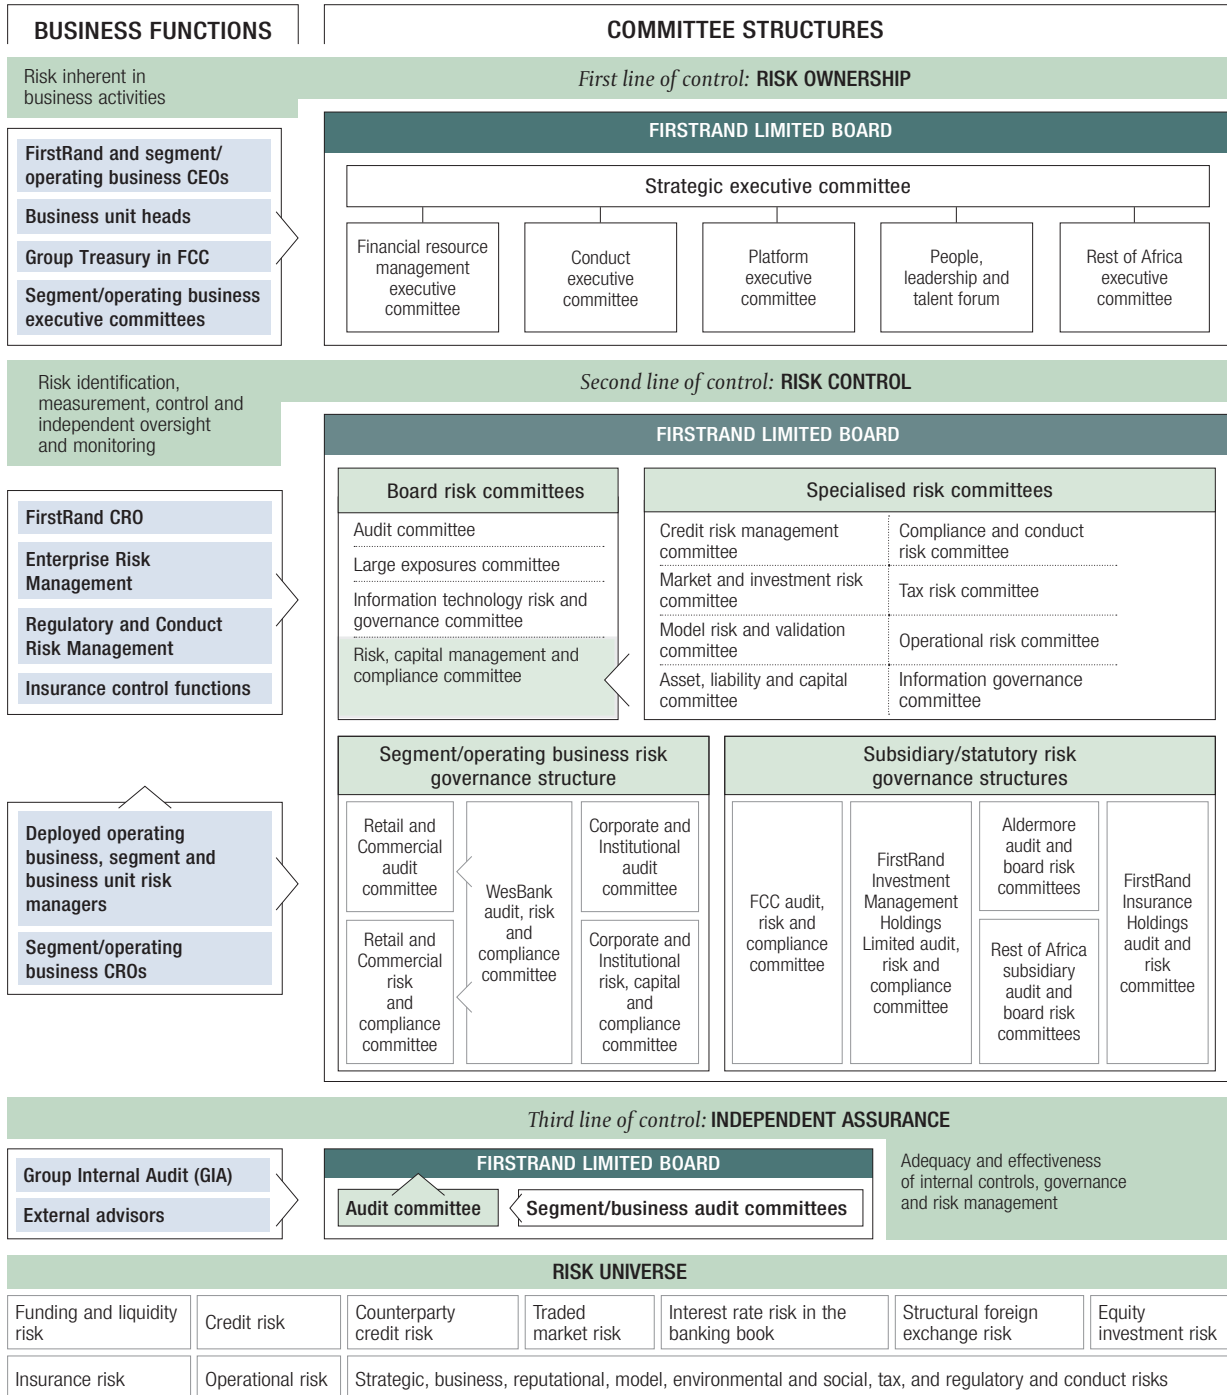 BUSINESS FUNCTIONS
COMMITTEE STRUCTURES
Risk inherent in
business activities
First line of control: RISK OWNERSHIP
FirstRand and segment/
operating business CEOs
Business unit heads
Group Treasury in FCC
Segment/operating business
executive committees
FIRSTRAND LIMITED BOARD
Strategic executive committee
Financial resource
management
executive
committee
Conduct
executive
committee
Platform
executive
committee
People,
leadership and
talent forum
Rest of Africa
executive
committee
Risk identification,
measurement, control and
independent oversight
and monitoring
Second line of control: RISK CONTROL
FirstRand CRO
Enterprise Risk
Management
Regulatory and Conduct
Risk Management
Insurance control functions
Deployed operating
business, segment and
business unit risk
managers
Segment/operating
business CROs
FIRSTRAND LIMITED BOARD
Board risk committees
Audit committee
Large exposures committee
Information technology risk and
governance committee
Risk, capital management and
compliance committee
Specialised risk committees
Credit risk management
committee
Compliance and conduct
risk committee
Market and investment risk
committee
Tax risk committee
Model risk and validation
committee
Operational risk committee
Asset, liability and capital
committee
Information governance
committee
Segment/operating business risk
governance structure
Retail and
Commercial
audit
committee
Retail and
Commercial
risk
and
compliance
committee
WesBank
audit, risk
and
compliance
committee
Corporate and
Institutional
audit
committee
Corporate and
Institutional
risk, capital
and
compliance
committee
Subsidiary/statutory risk
governance structures
FCC audit,
risk and
compliance
committee
FirstRand
Investment
Management
Holdings
Limited audit,
risk and
compliance
committee
Aldermore
audit and
board risk
committees
Rest of Africa
subsidiary
audit and
board risk
committees
FirstRand
Insurance
Holdings
audit and
risk
committee
Third line of control: INDEPENDENT ASSURANCE
Group Internal Audit (GIA)
External advisors
FIRSTRAND LIMITED BOARD
Audit committee
Segment/business audit committees
Adequacy and effectiveness
of internal controls, governance
and risk management
RISK UNIVERSE
Funding and liquidity
risk
Credit risk
Counterparty
credit risk
Traded
market risk
Interest rate risk in the
banking book
Structural foreign
exchange risk
Equity
investment risk
Insurance risk
Operational risk
Strategic, business, reputational, model, environmental and social, tax, and regulatory and conduct risks